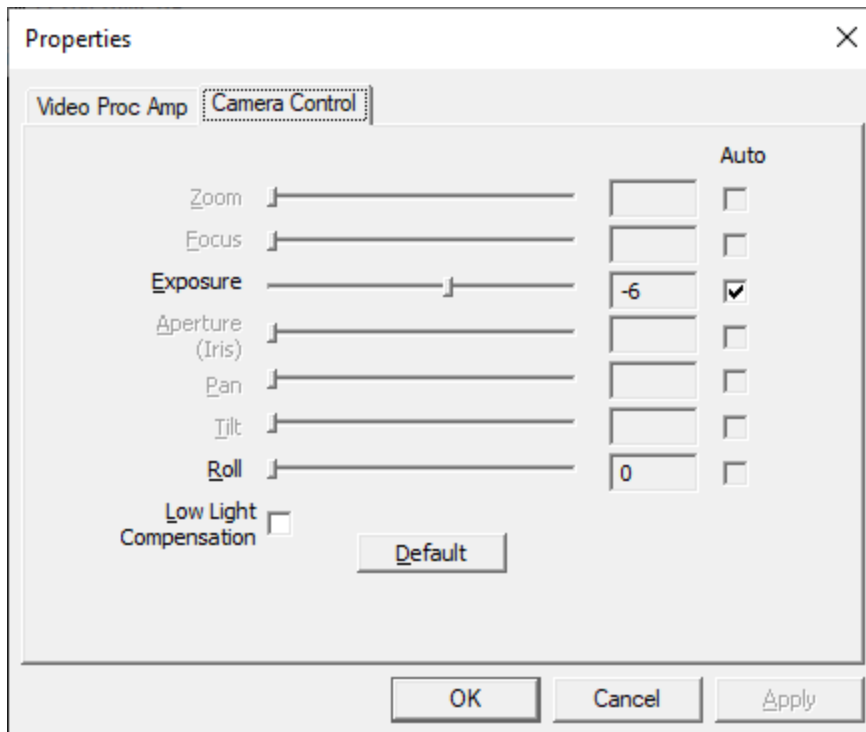 Properties
Video Proc Amp
Camera Control
Auto
Zoom
Focus
Exposure
-6
Aperture
(Iris)
Pan
Tilt
Roll
0
Low Light
Compensation
Default
OK
Cancel
Apply